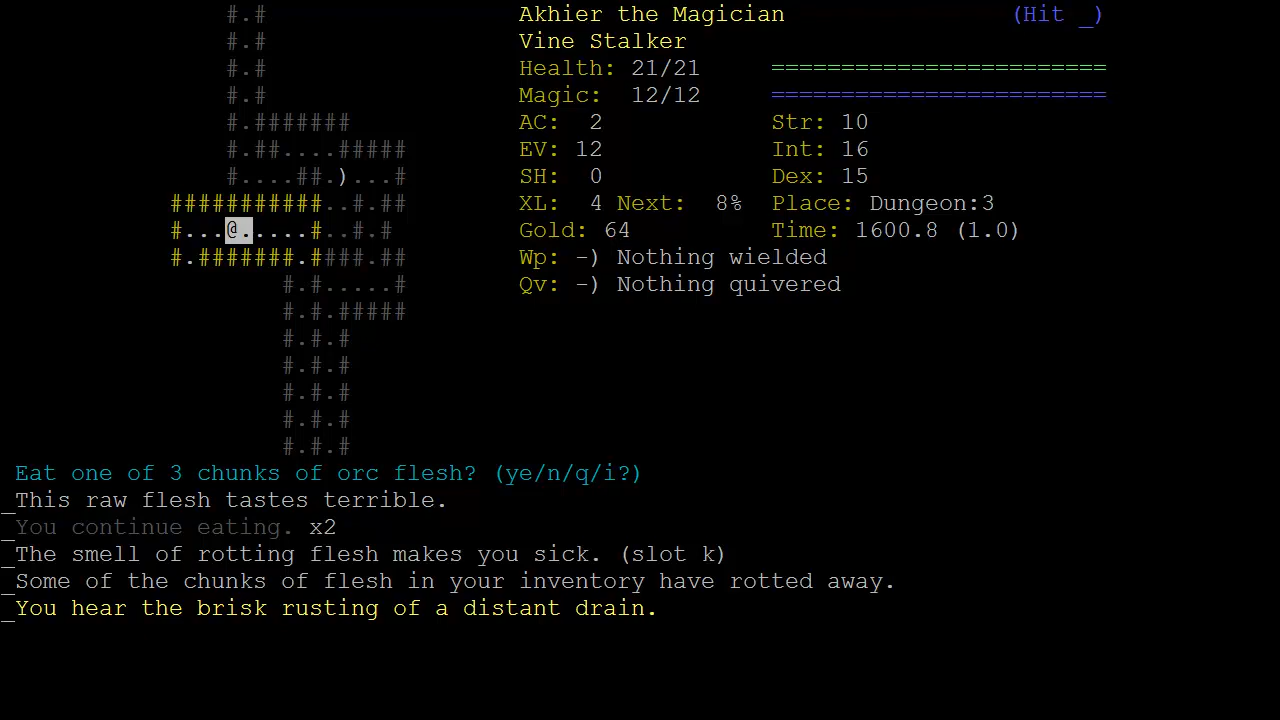 #.#
Akhier the Magician (Hit _)
#.#
Vine Stalker
#.#
Health: 21/21 ========================
#.#
Magic: 12/12 ========================
#.#######
AC: 2 Str: 10
#.##....#####
EV: 12 Int: 16
#....##.)...#
SH: 0 Dex: 15
###########..#.##
XL: 4 Next: 8% Place: Dungeon:3
#...@.....#..#.#
Gold: 64 Time: 1600.8 (1.0)
#.#######.####.##
Wp: -) Nothing wielded
#.#.....#
Qv: -) Nothing quivered
#.#.#####
#.#.#
#.#.#
#.#.#
#.#.#
#.#.#
Eat one of 3 chunks of orc flesh? (ye/n/q/i?)
_This raw flesh tastes terrible.
_You continue eating. x2
_The smell of rotting flesh makes you sick. (slot k)
_Some of the chunks of flesh in your inventory have rotted away.
_You hear the brisk rusting of a distant drain.